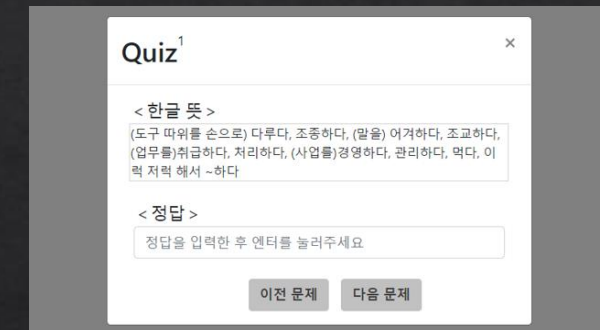 Quiz1
×
< 한글 뜻 >
(도구 따위를 손으로) 다루다, 조종하다, (말을) 어거하다, 조교하다,
(업무를)취급하다, 처리하다, (사업를)경영하다, 관리하다, 먹다, 이
럭 저럭 해서 ~하다
< 정답 >
정답을 입력한 후 엔터를 눌러주세요
이전 문제 다음 문제